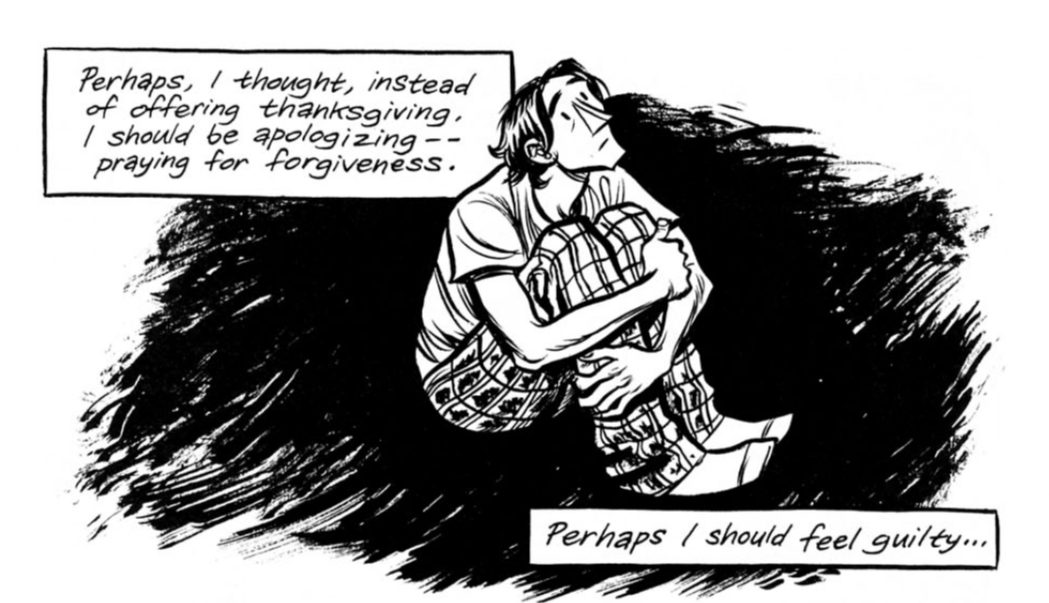 Perhaps, I thought, instead
of offering thanksgiving,
I should be apologizing --
praying for forgiveness.
Perhaps I should feel guilty...